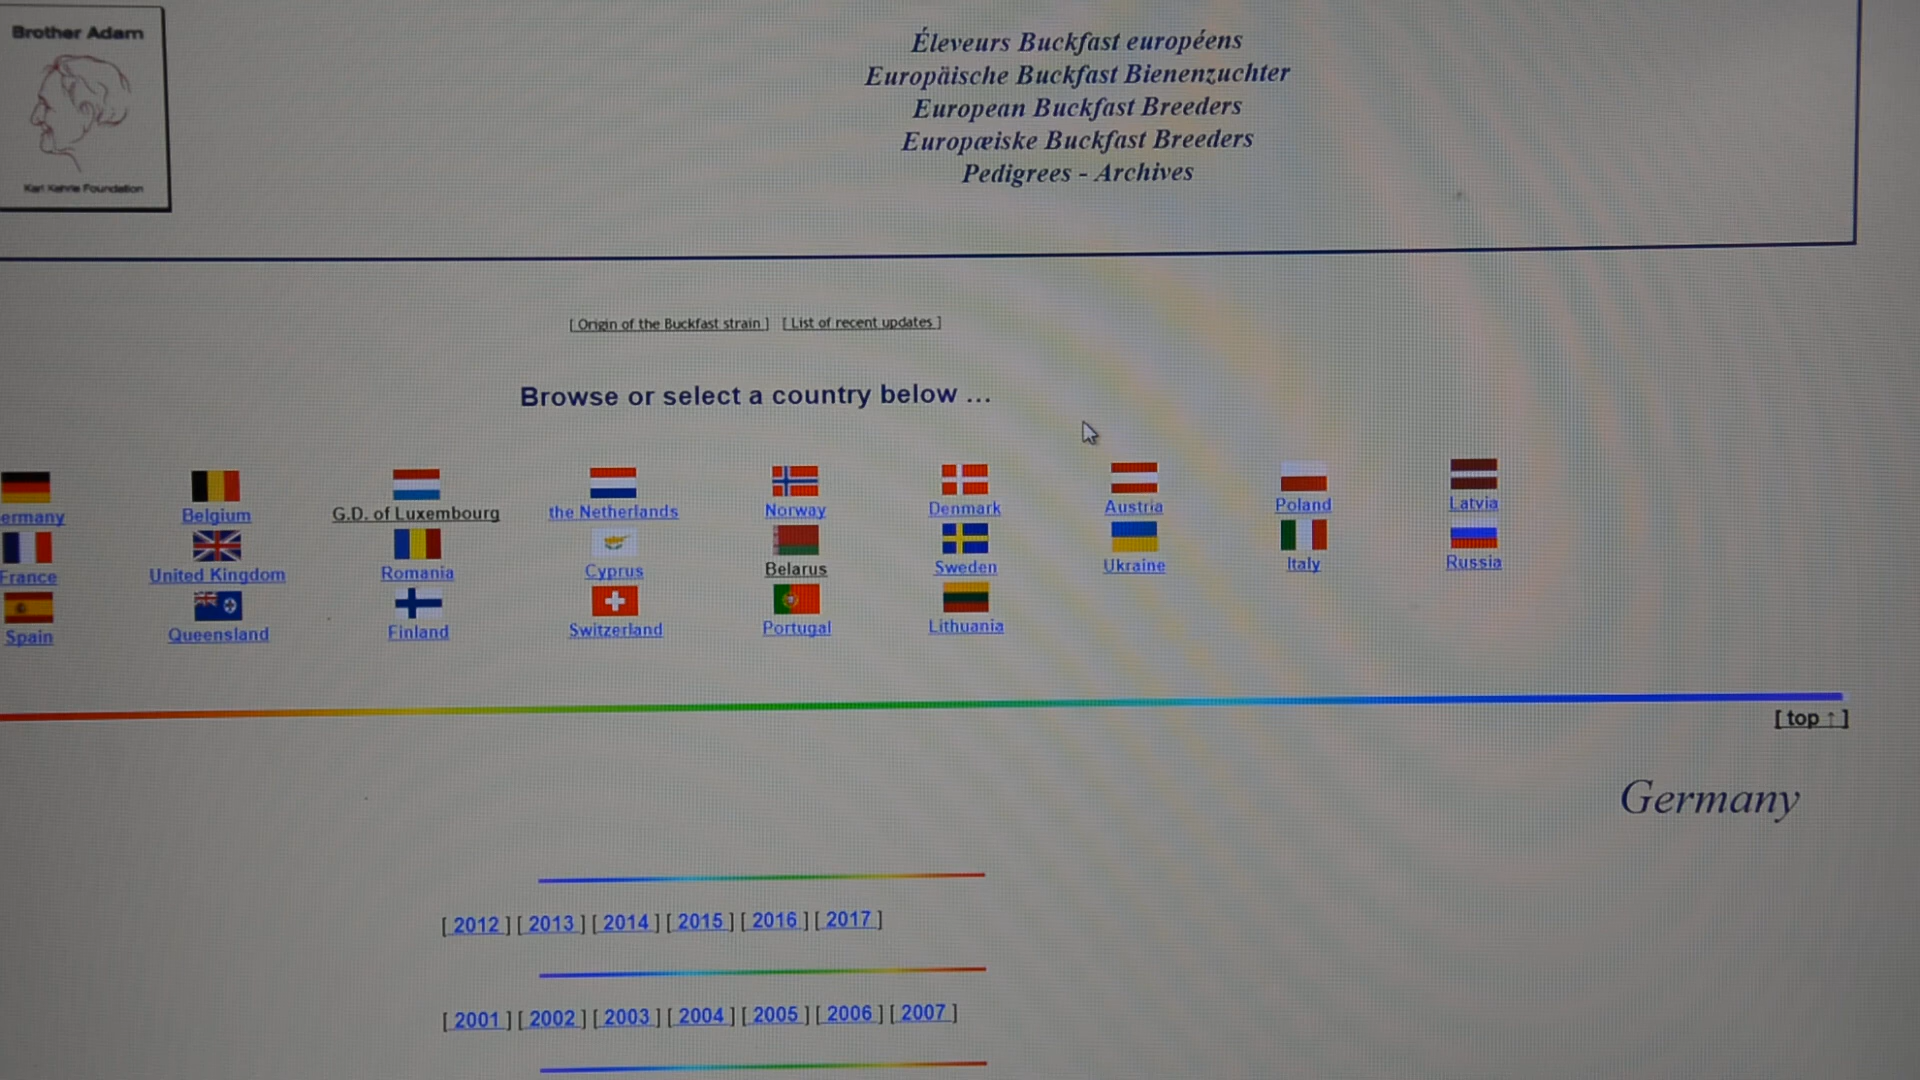 Brother Adam
Karl Kehrle Foundation
Éleveurs Buckfast européens
Europäische Buckfast Bienenzuchter
European Buckfast Breeders
Europæiske Buckfast Breeders
Pedigrees - Archives
[ Origin of the Buckfast strain ] [ List of recent updates ]
Browse or select a country below ...
ermany Belgium G.D. of Luxembourg the Netherlands Norway Denmark Austria Poland Latvia
France United Kingdom Romania Cyprus Belarus Sweden Ukraine Italy Russia
Spain Queensland Finland Switzerland Portugal Lithuania
[ top ↑ ]
Germany
[ 2012 ] [ 2013 ] [ 2014 ] [ 2015 ] [ 2016 ] [ 2017 ]
[ 2001 ] [ 2002 ] [ 2003 ] [ 2004 ] [ 2005 ] [ 2006 ] [ 2007 ]